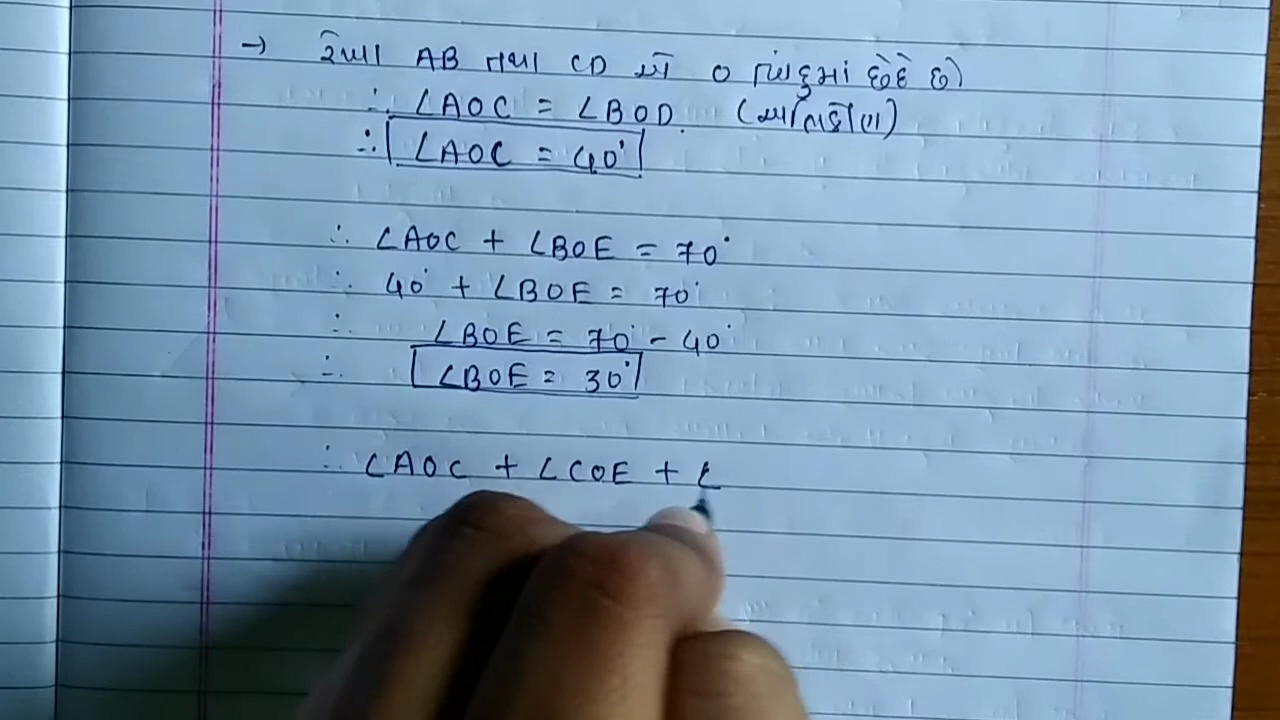 → રેખા AB તથા CD એ O બિંદુમાં છેદે છે
∴ ∠AOC = ∠BOD. (અભિકોણ)
∴ ∠AOC = 40°
∴ ∠AOC + ∠BOE = 70°
∴ 40° + ∠BOE = 70°
∴ ∠BOE = 70° - 40°
∴ ∠BOE = 30°
∴ ∠AOC + ∠COE + ∠